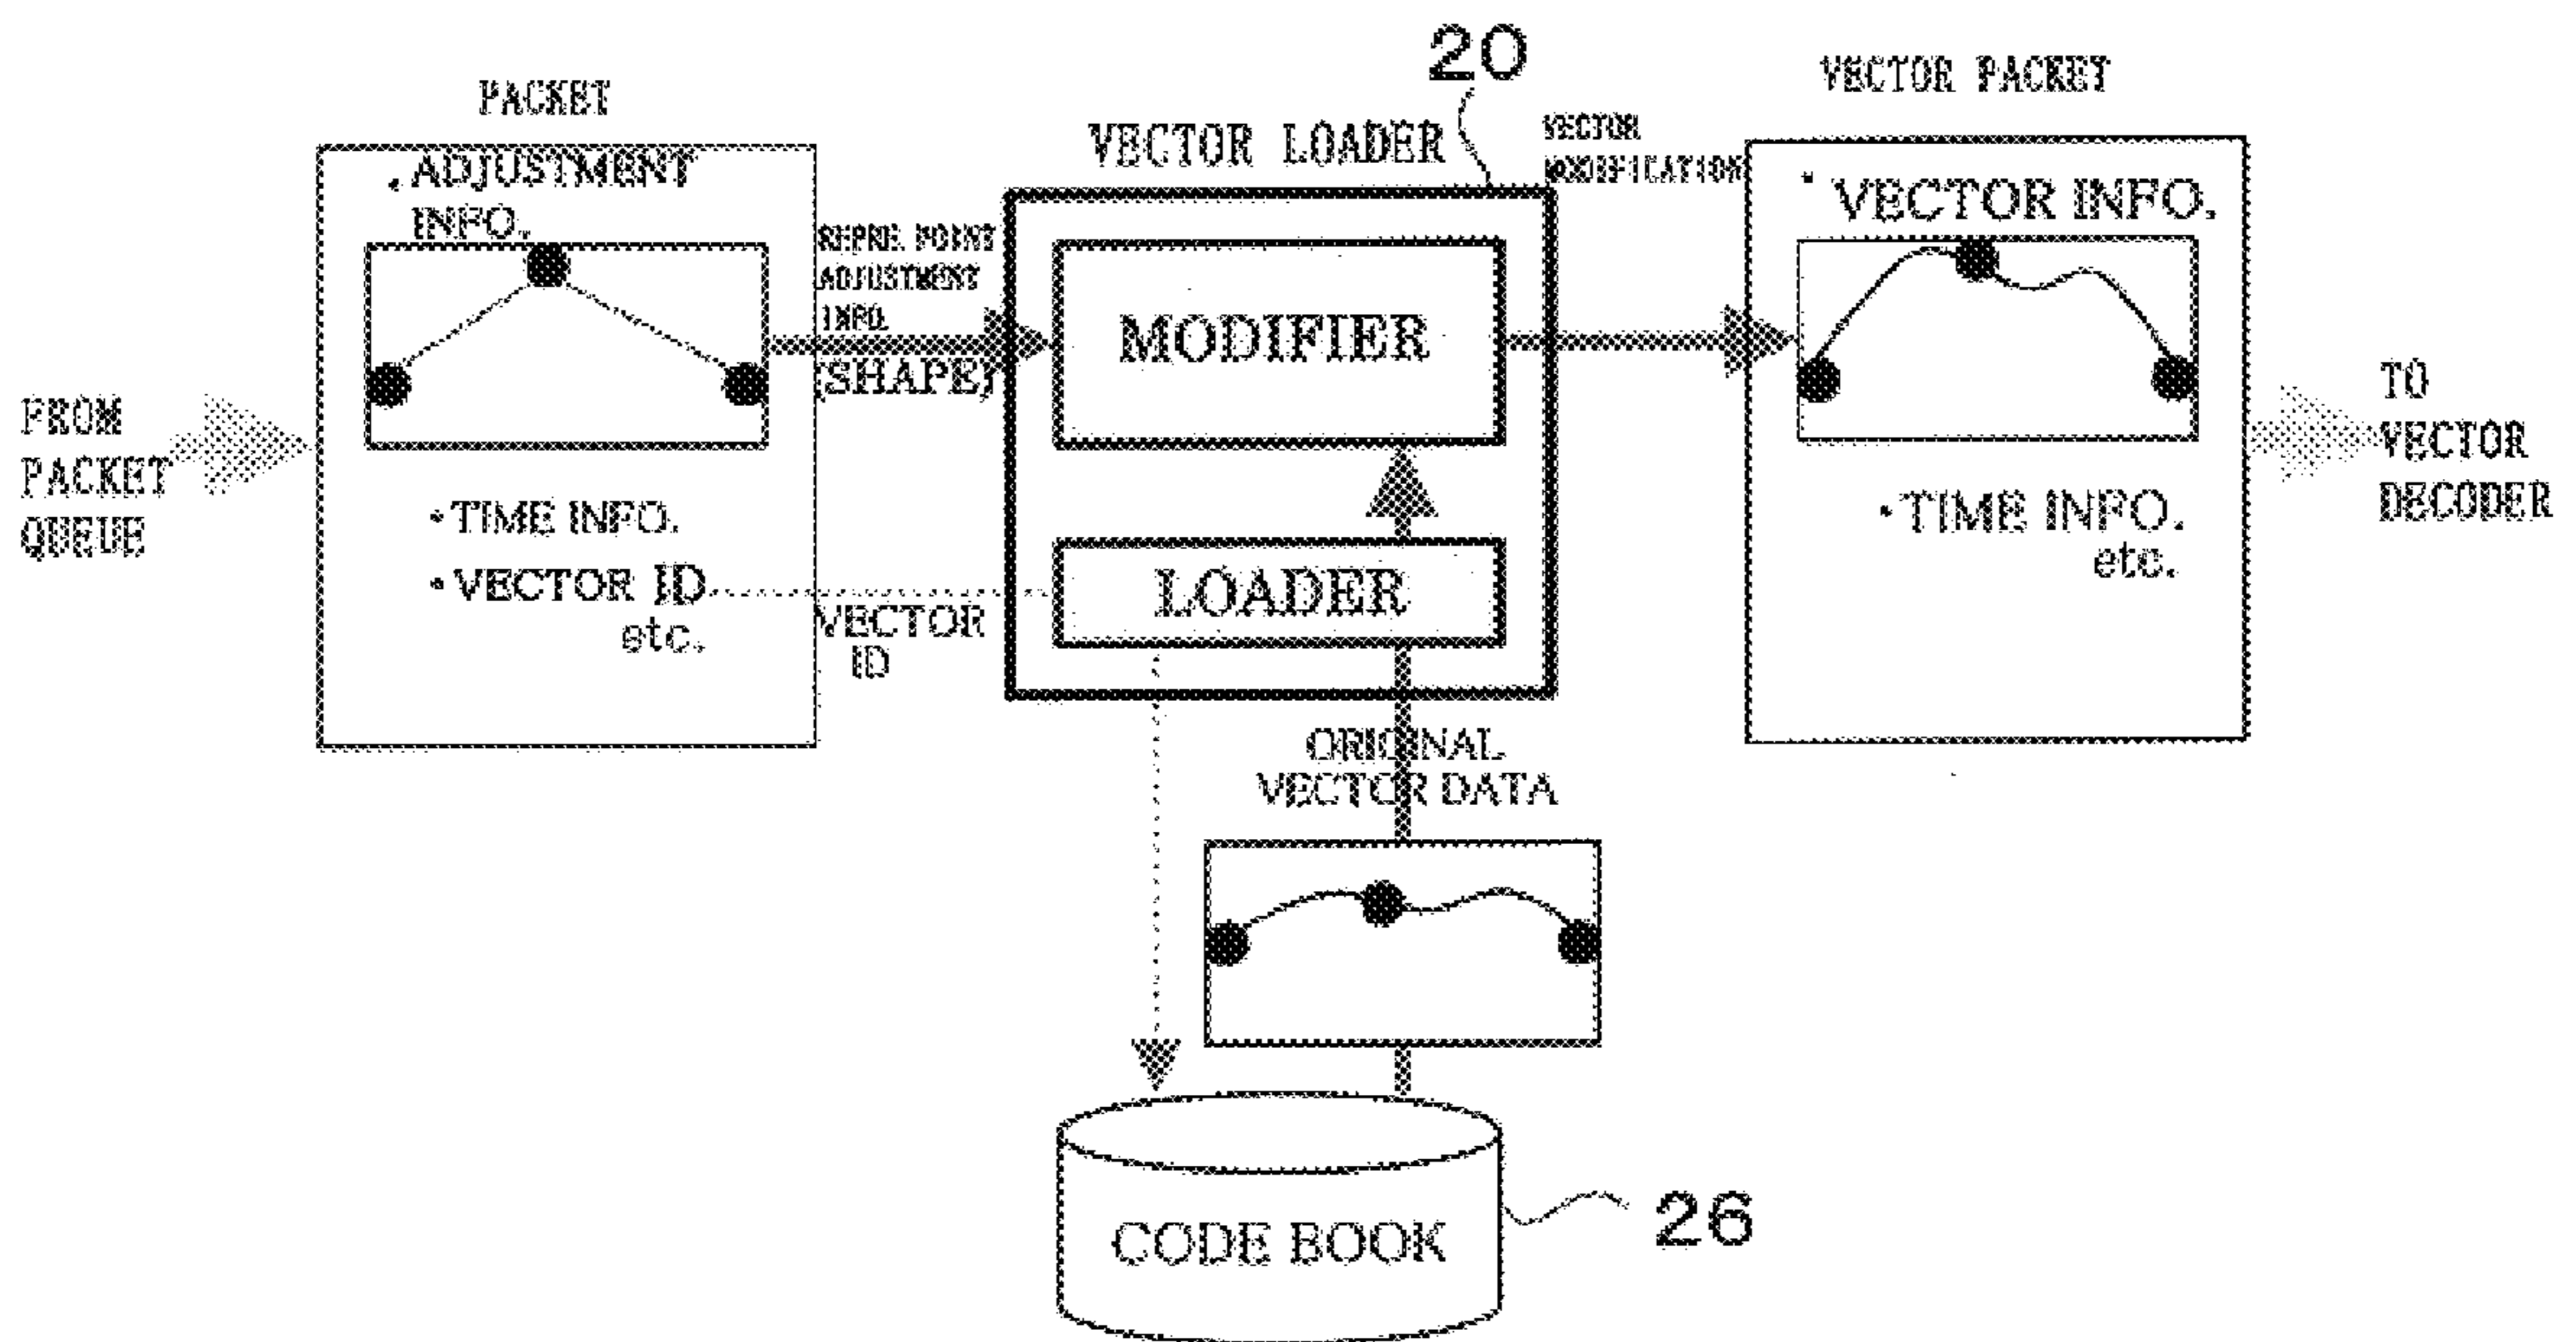 20
PACKET
VECTOR LOADER
VECTOR
MODIFICATION
VECTOR PACKET
FROM
PACKET
QUEUE
• ADJUSTMENT
INFO.
• TIME INFO.
• VECTOR ID
etc.
REPRE. POINT
ADJUSTMENT
INFO.
(SHAPE)
VECTOR
ID
MODIFIER
LOADER
ORIGINAL
VECTOR DATA
CODE BOOK
26
• VECTOR INFO.
• TIME INFO.
etc.
TO
VECTOR
DECODER